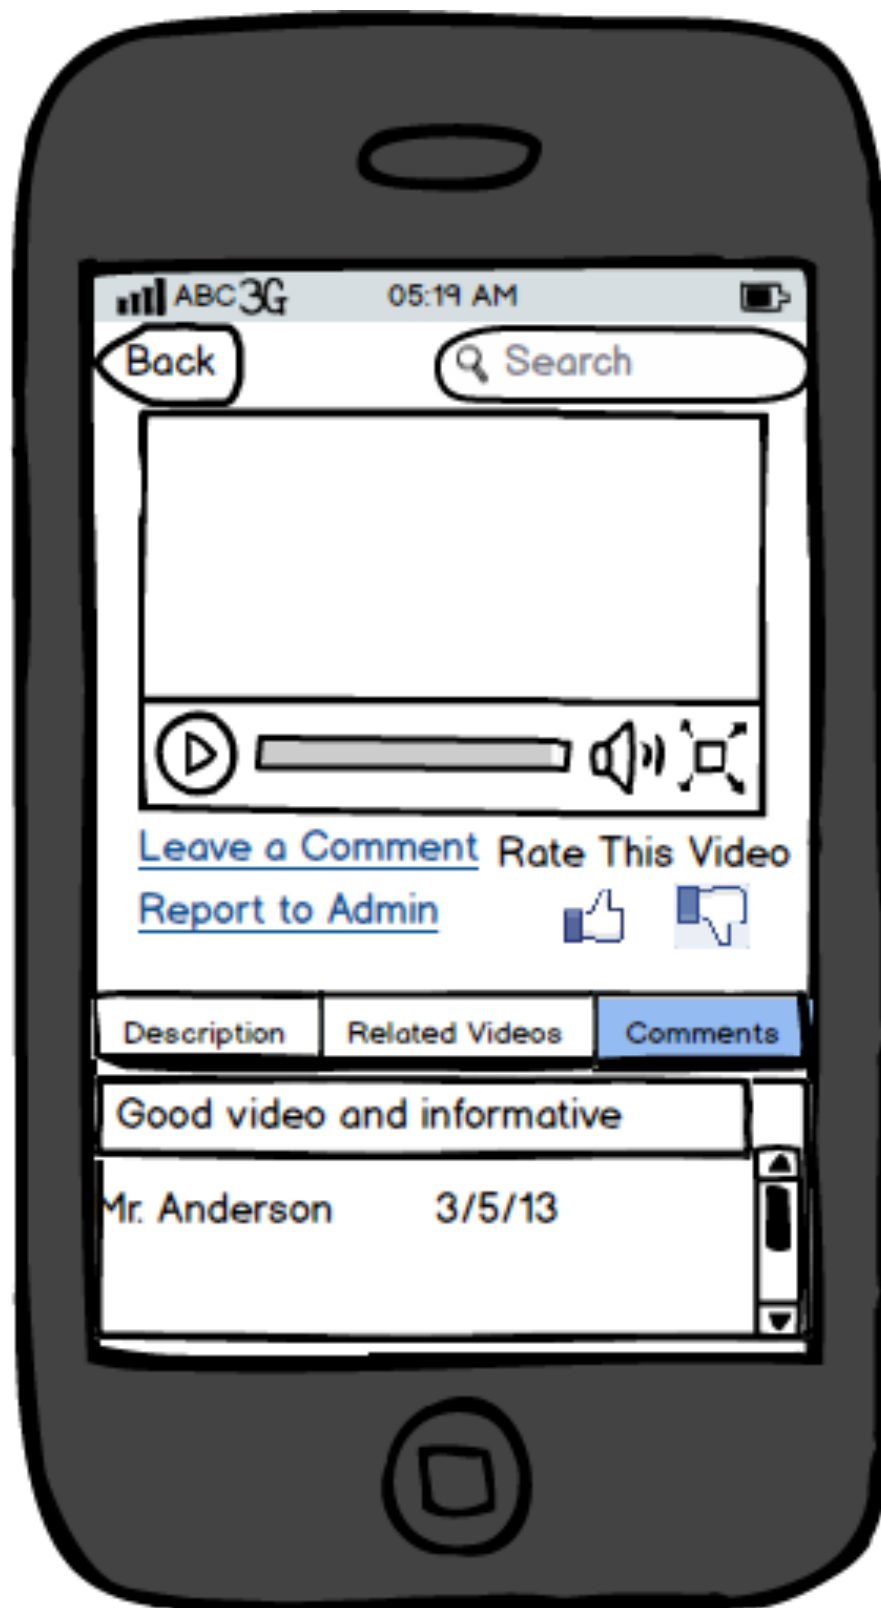 ABC 3G 05:19 AM
Back Search
Leave a Comment Rate This Video
Report to Admin
Description Related Videos Comments
Good video and informative
Mr. Anderson 3/5/13